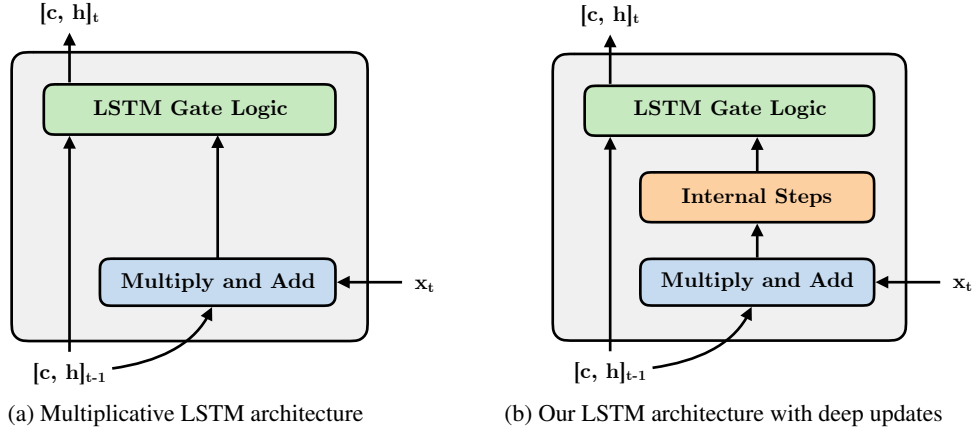 [c, h]t
LSTM Gate Logic
Multiply and Add
xt
[c, h]t-1
(a) Multiplicative LSTM architecture
[c, h]t
LSTM Gate Logic
Internal Steps
Multiply and Add
xt
[c, h]t-1
(b) Our LSTM architecture with deep updates